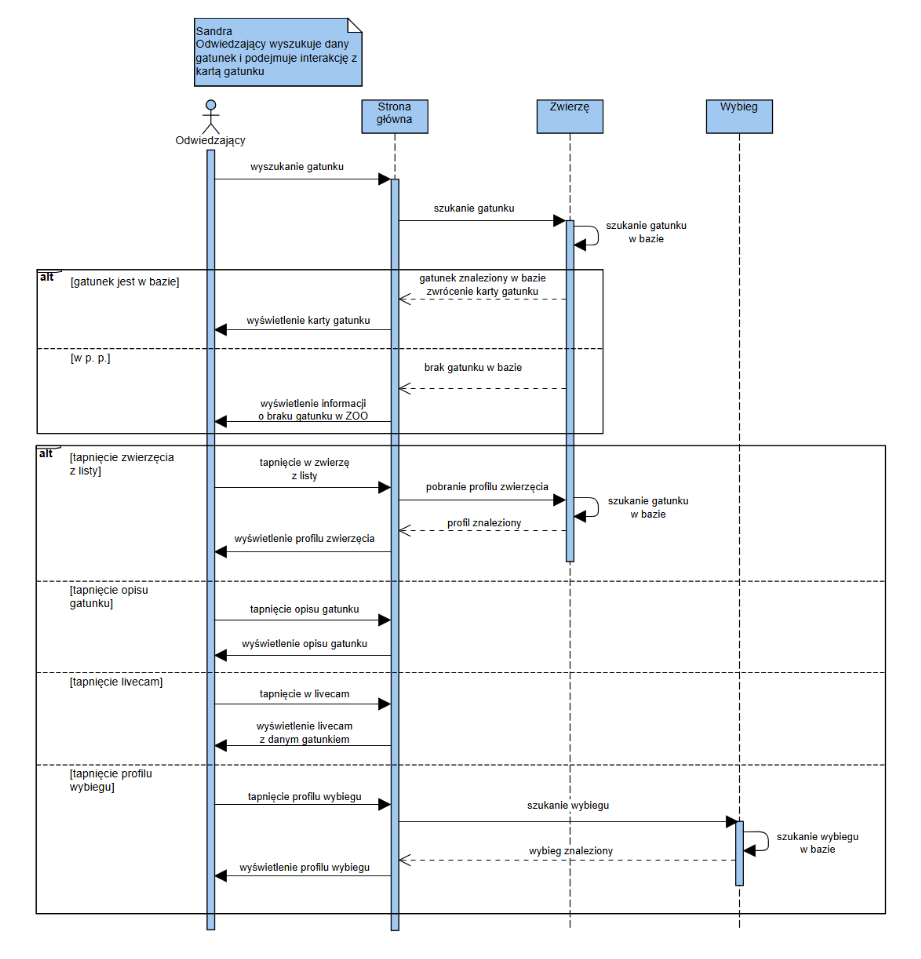 Sandra
Odwiedzający wyszukuje dany
gatunek i podejmuje interakcję z
kartą gatunku
Odwiedzający
Strona
główna
Zwierzę
Wybieg
wyszukanie gatunku
szukanie gatunku
szukanie gatunku
w bazie
alt
[gatunek jest w bazie]
gatunek znaleziony w bazie
zwrócenie karty gatunku
wyświetlenie karty gatunku
[w p. p.]
brak gatunku w bazie
wyświetlenie informacji
o braku gatunku w ZOO
alt
[tapnięcie zwierzęcia
z listy]
tapnięcie w zwierzę
z listy
pobranie profilu zwierzęcia
szukanie gatunku
w bazie
profil znaleziony
wyświetlenie profilu zwierzęcia
[tapnięcie opisu
gatunku]
tapnięcie opisu gatunku
wyświetlenie opisu gatunku
[tapnięcie livecam]
tapnięcie w livecam
wyświetlenie livecam
z danym gatunkiem
[tapnięcie profilu
wybiegu]
tapnięcie profilu wybiegu
szukanie wybiegu
szukanie wybiegu
w bazie
wybieg znaleziony
wyświetlenie profilu wybiegu